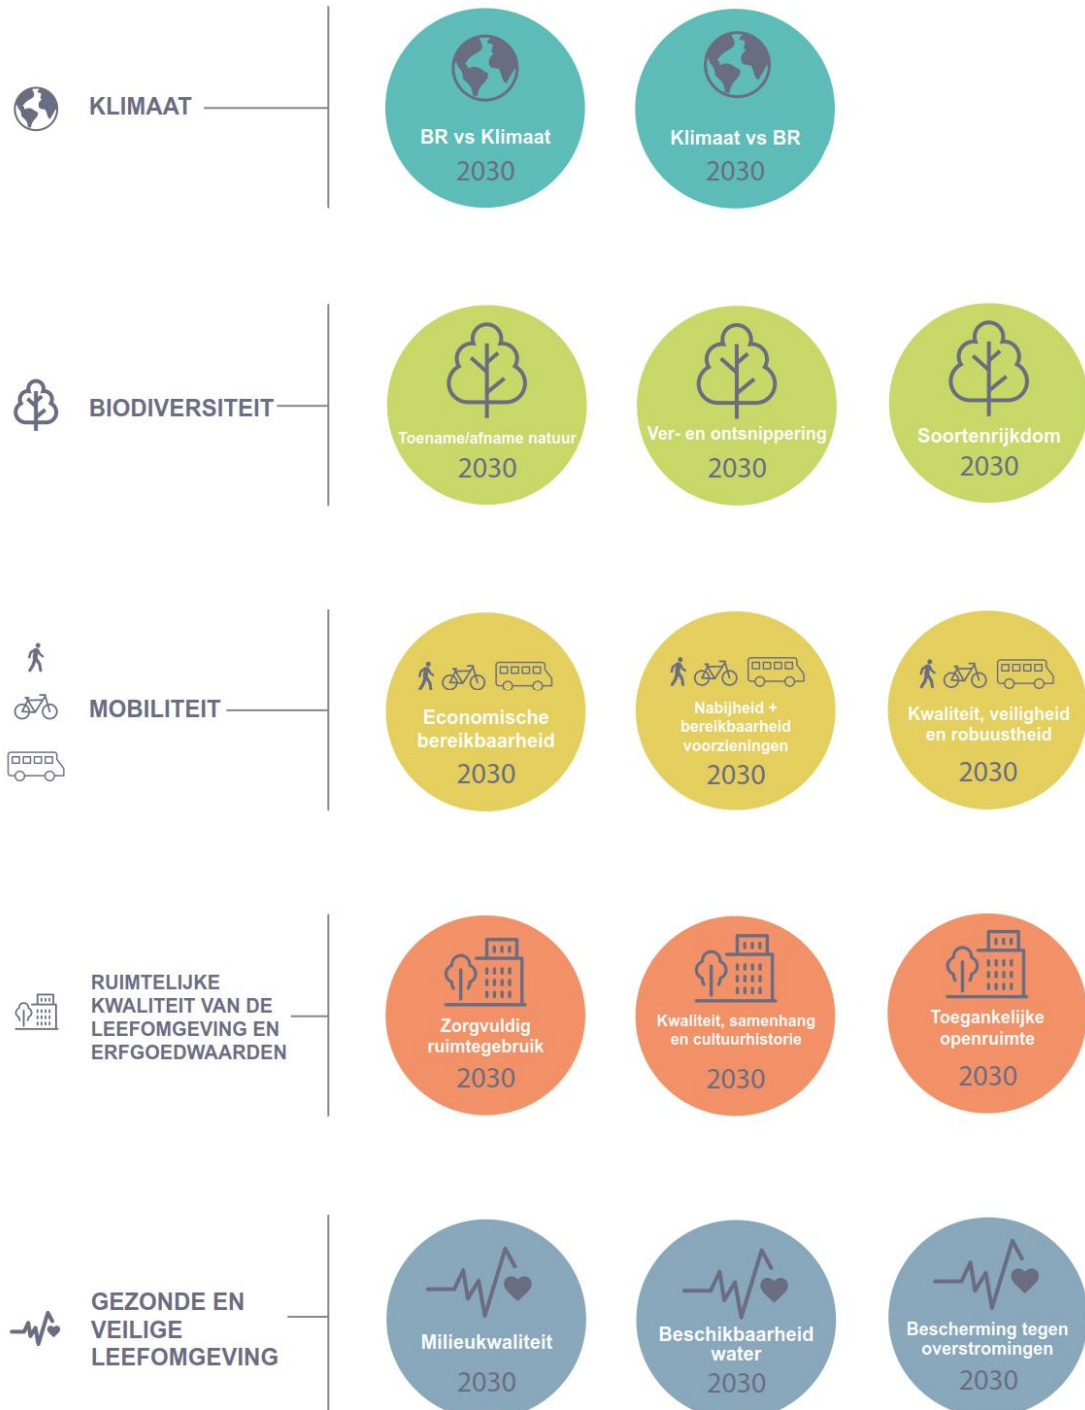 KLIMAAT
BR vs Klimaat
2030
Klimaat vs BR
2030
BIODIVERSITEIT
Toename/afname natuur
2030
Ver- en ontsnippering
2030
Soortenrijkdom
2030
MOBILITEIT
Economische
bereikbaarheid
2030
Nabijheid +
bereikbaarheid
voorzieningen
2030
Kwaliteit, veiligheid
en robuustheid
2030
RUIMTELIJKE
KWALITEIT VAN DE
LEEFOMGEVING EN
ERFGOEDWAARDEN
Zorgvuldig
ruimtegebruik
2030
Kwaliteit, samenhang
en cultuurhistorie
2030
Toegankelijke
openruimte
2030
GEZONDE EN
VEILIGE
LEEFOMGEVING
Milieukwaliteit
2030
Beschikbaarheid
water
2030
Bescherming tegen
overstromingen
2030